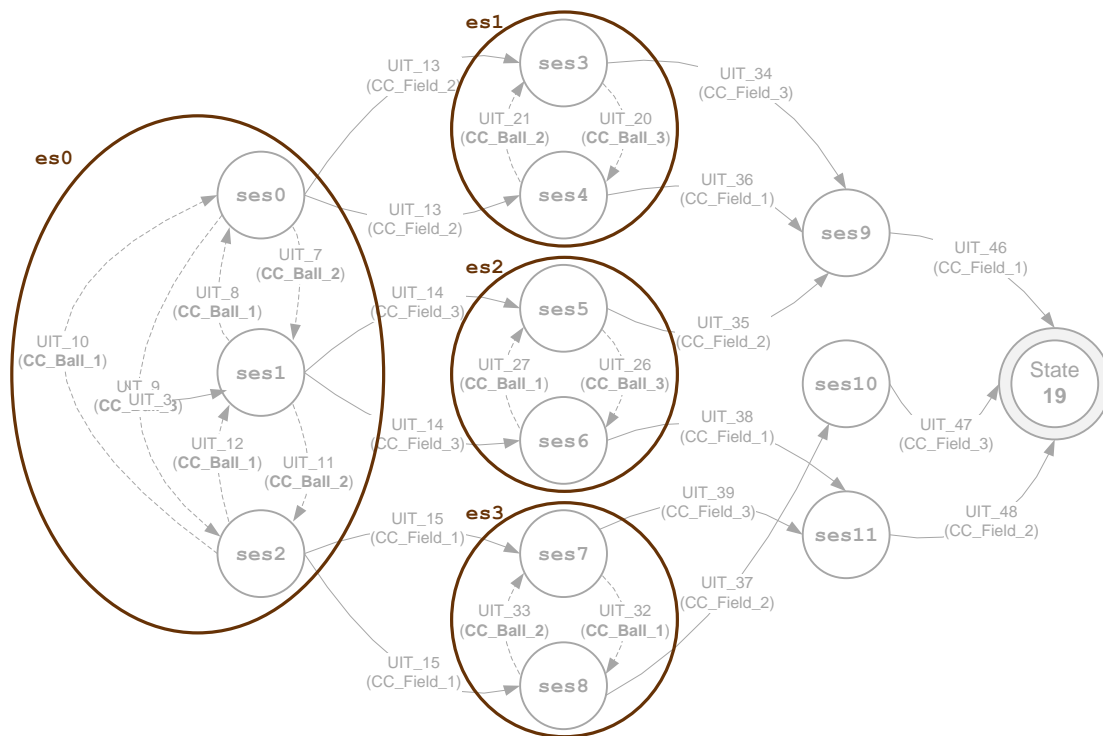 es1
UIT_13
(CC_Field_2)
ses3
UIT_34
(CC_Field_3)
UIT_21
(CC_Ball_2)
UIT_20
(CC_Ball_3)
es0
ses0
UIT_13
(CC_Field_2)
ses4
UIT_36
(CC_Field_1)
ses9
UIT_46
(CC_Field_1)
UIT_7
(CC_Ball_2)
es2
UIT_8
(CC_Ball_1)
UIT_14
(CC_Field_3)
ses5
UIT_35
(CC_Field_2)
UIT_10
(CC_Ball_1)
ses1
UIT_27
(CC_Ball_1)
UIT_26
(CC_Ball_3)
ses10
State
19
UIT_9
UIT_3
UIT_14
(CC_Field_3)
ses6
UIT_38
(CC_Field_1)
UIT_47
(CC_Field_3)
UIT_12
(CC_Ball_1)
UIT_11
(CC_Ball_2)
es3
UIT_39
(CC_Field_3)
UIT_15
(CC_Field_1)
ses2
ses7
ses11
UIT_48
(CC_Field_2)
UIT_37
(CC_Field_2)
UIT_33
(CC_Ball_2)
UIT_32
(CC_Ball_1)
UIT_15
(CC_Field_1)
ses8